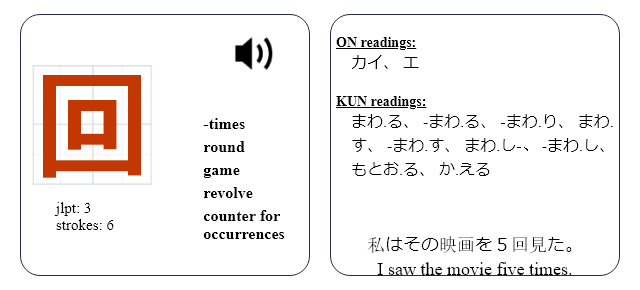 回
-times
round
game
revolve
counter for
occurrences
jlpt: 3
strokes: 6
ON readings:
カイ、 エ
KUN readings:
まわ.る、 -まわ.る、 -まわ.り、 まわ.
す、 -まわ.す、 まわ.し-、 -まわ.し、
もとお.る、 か.える
私はその映画を５回見た。
I saw the movie five times.